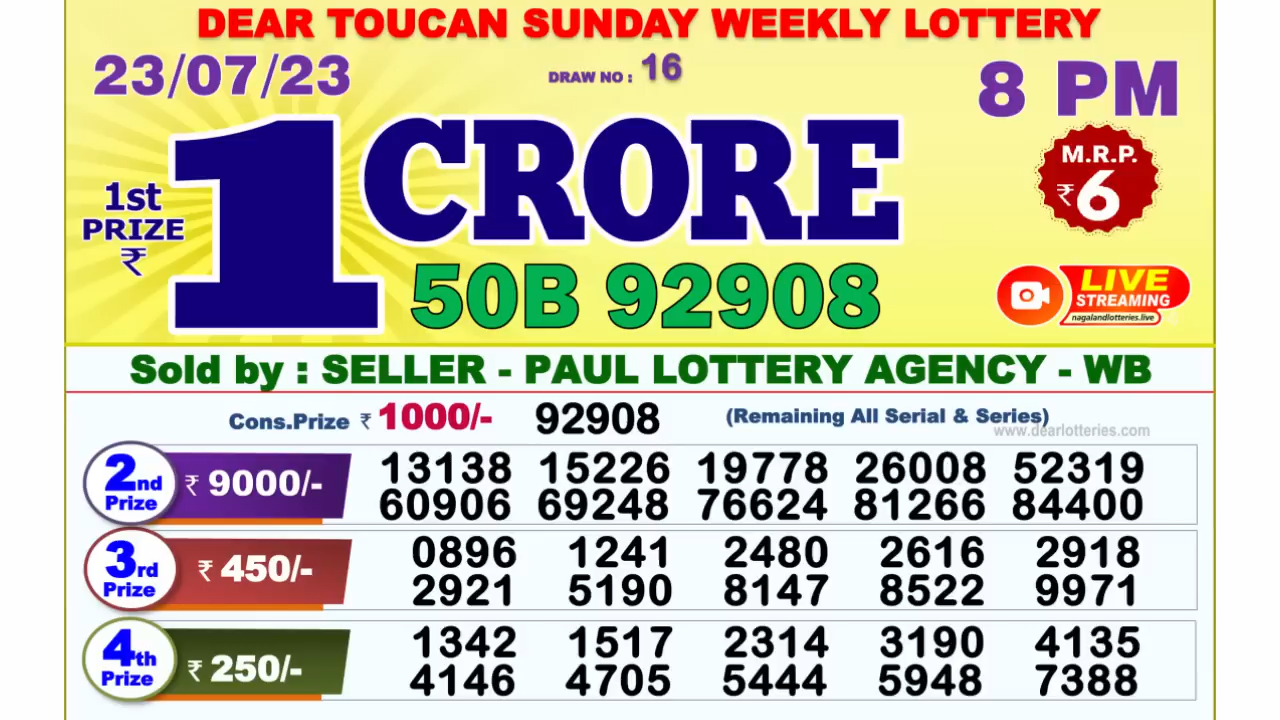 DEAR TOUCAN SUNDAY WEEKLY LOTTERY
23/07/23
DRAW NO : 16
8 PM
1st
PRIZE
₹
1 CRORE
M.R.P.
₹ 6
50B 92908
LIVE
STREAMING
nagalandlotteries.live
Sold by : SELLER - PAUL LOTTERY AGENCY - WB
Cons.Prize ₹ 1000/- 92908 (Remaining All Serial & Series)
www.dearlotteries.com
2nd Prize ₹ 9000/-
13138 15226 19778 26008 52319
60906 69248 76624 81266 84400
3rd Prize ₹ 450/-
0896 1241 2480 2616 2918
2921 5190 8147 8522 9971
4th Prize ₹ 250/-
1342 1517 2314 3190 4135
4146 4705 5444 5948 7388